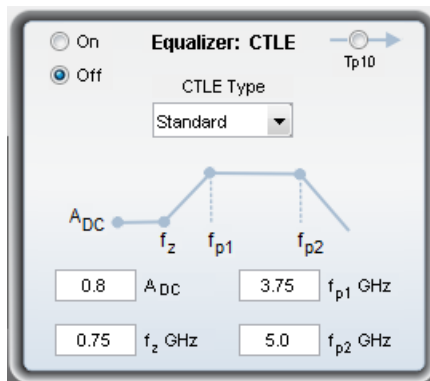 On
Equalizer: CTLE
Tp10
Off
CTLE Type
Standard
ADC
fz
fp1
fp2
0.8 ADC
3.75 fp1 GHz
0.75 fz GHz
5.0 fp2 GHz